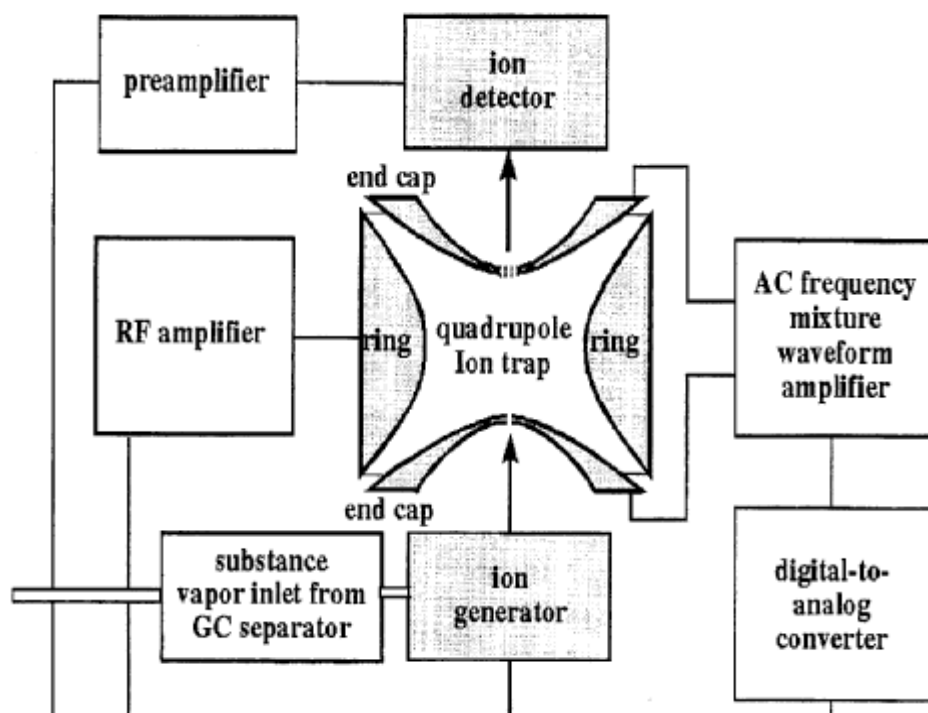 preamplifier
ion
detector
end cap
RF amplifier
ring
quadrupole
Ion trap
ring
AC frequency
mixture
waveform
amplifier
end cap
substance
vapor inlet from
GC separator
ion
generator
digital-to-
analog
converter